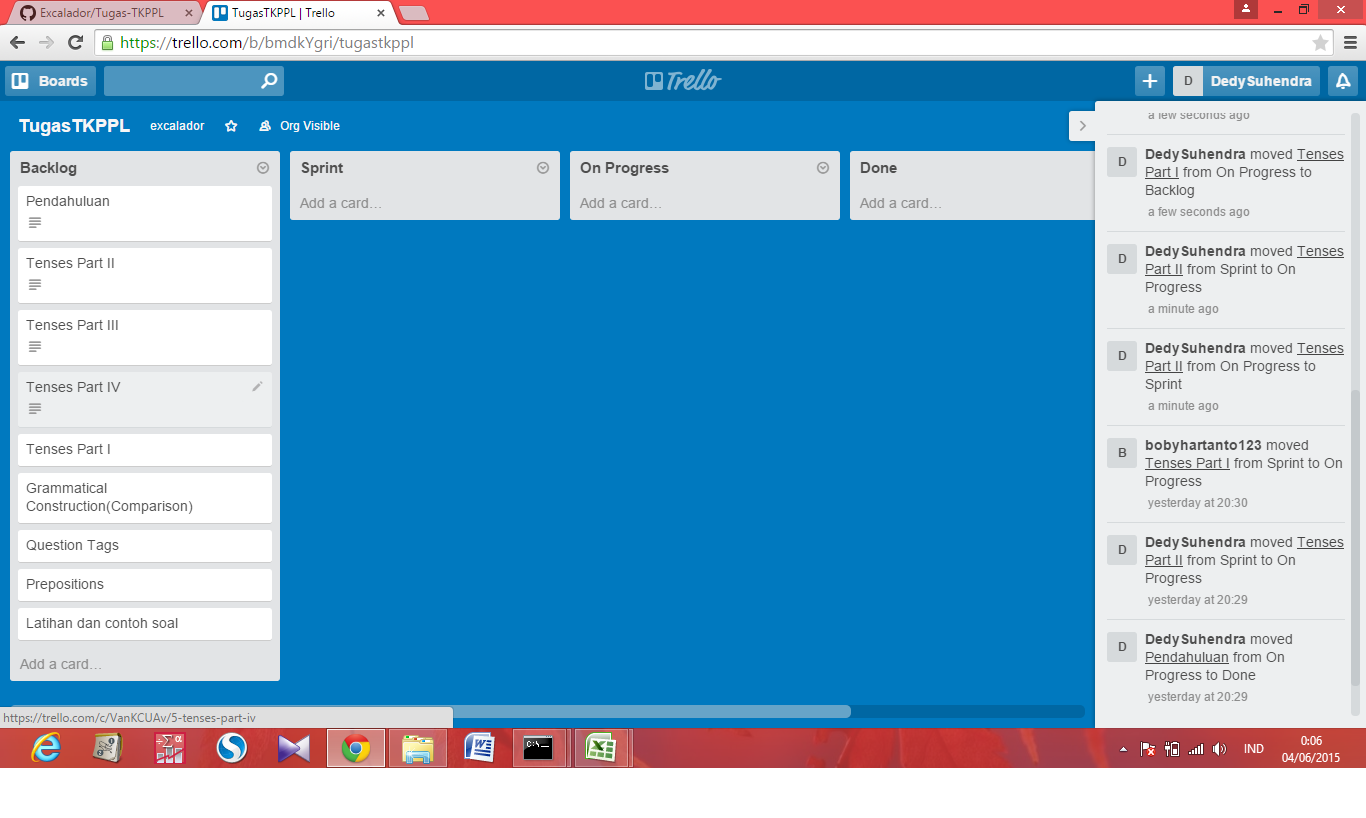 Excalador/Tugas-TKPPL
TugasTKPPL | Trello
https://trello.com/b/bmdkYgri/tugastkppl
Boards
Trello
D
DedySuhendra
TugasTKPPL
excalador
Org Visible
Backlog
Pendahuluan
Tenses Part II
Tenses Part III
Tenses Part IV
Tenses Part I
Grammatical
Construction(Comparison)
Question Tags
Prepositions
Latihan dan contoh soal
Add a card…
Sprint
Add a card…
On Progress
Add a card…
Done
Add a card…
a few seconds ago
D
DedySuhendra moved Tenses
Part I from On Progress to
Backlog
a few seconds ago
D
DedySuhendra moved Tenses
Part II from Sprint to On
Progress
a minute ago
D
DedySuhendra moved Tenses
Part II from On Progress to
Sprint
a minute ago
B
bobyhartanto123 moved
Tenses Part I from Sprint to On
Progress
yesterday at 20:30
D
DedySuhendra moved Tenses
Part II from Sprint to On
Progress
yesterday at 20:29
D
DedySuhendra moved
Pendahuluan from On
Progress to Done
yesterday at 20:29
https://trello.com/c/VanKCUAv/5-tenses-part-iv
IND
0:06
04/06/2015